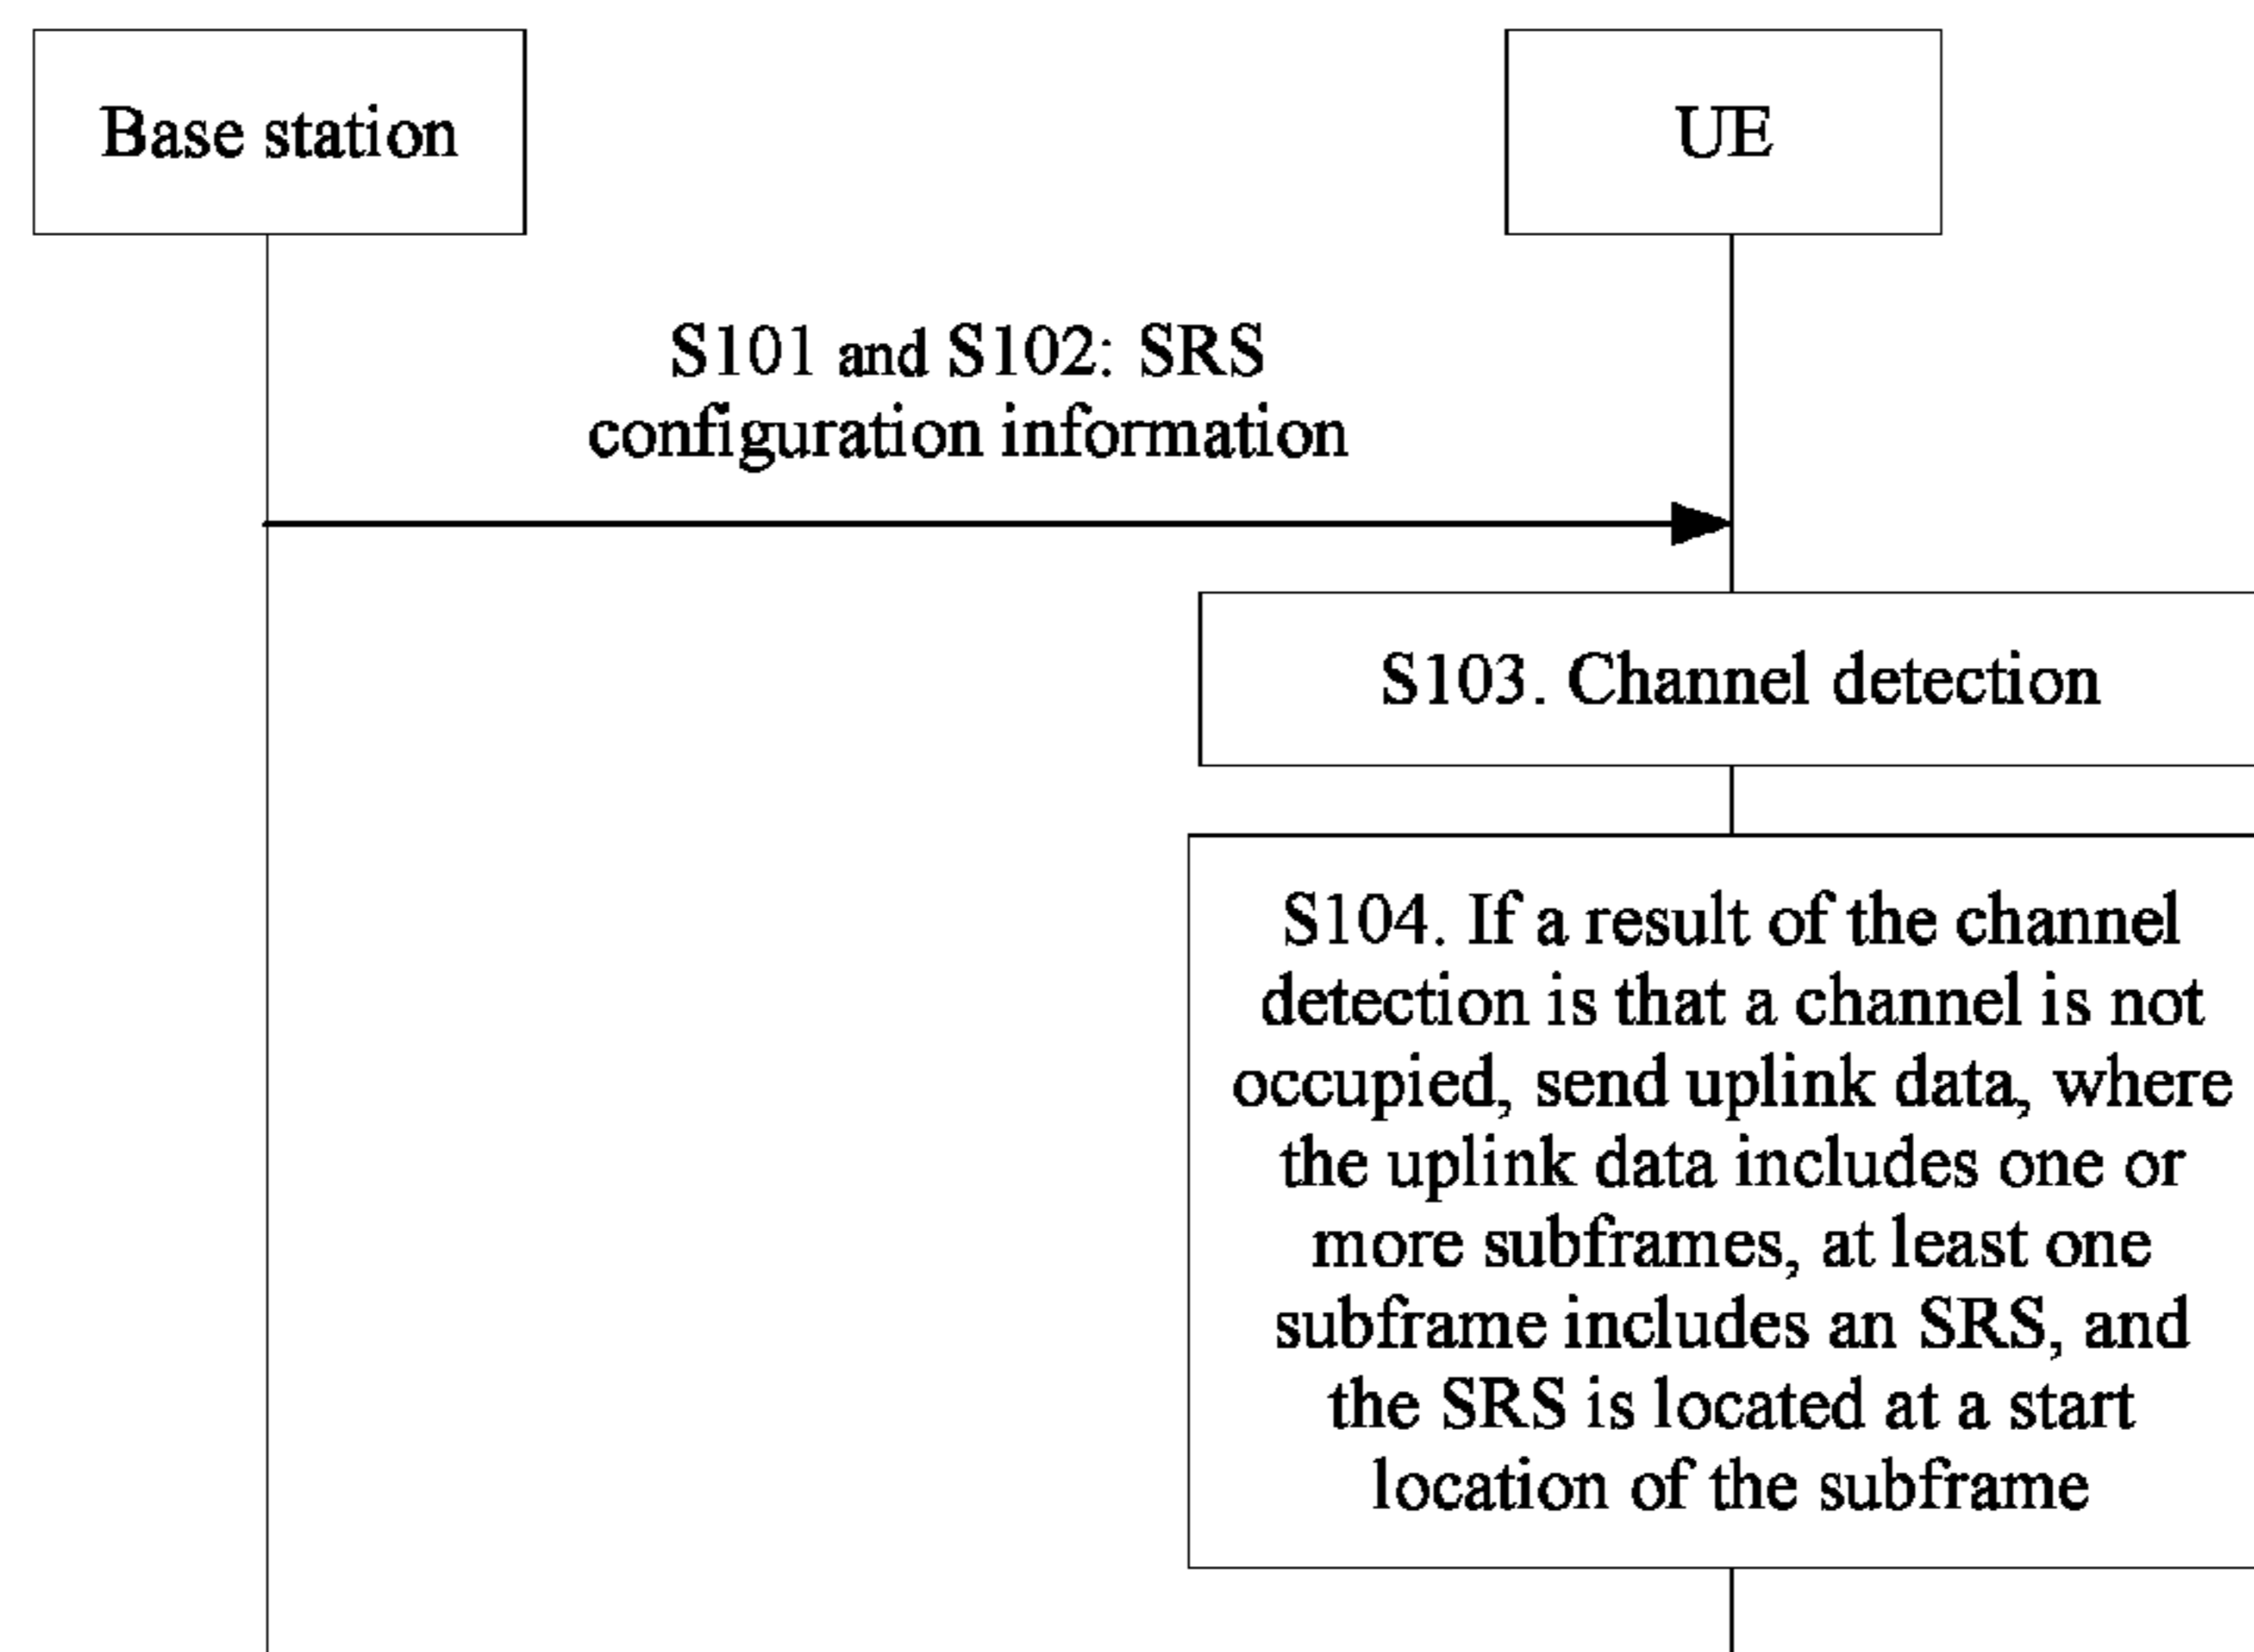 Base station
UE
S101 and S102: SRS
configuration information
S103. Channel detection
S104. If a result of the channel
detection is that a channel is not
occupied, send uplink data, where
the uplink data includes one or
more subframes, at least one
subframe includes an SRS, and
the SRS is located at a start
location of the subframe